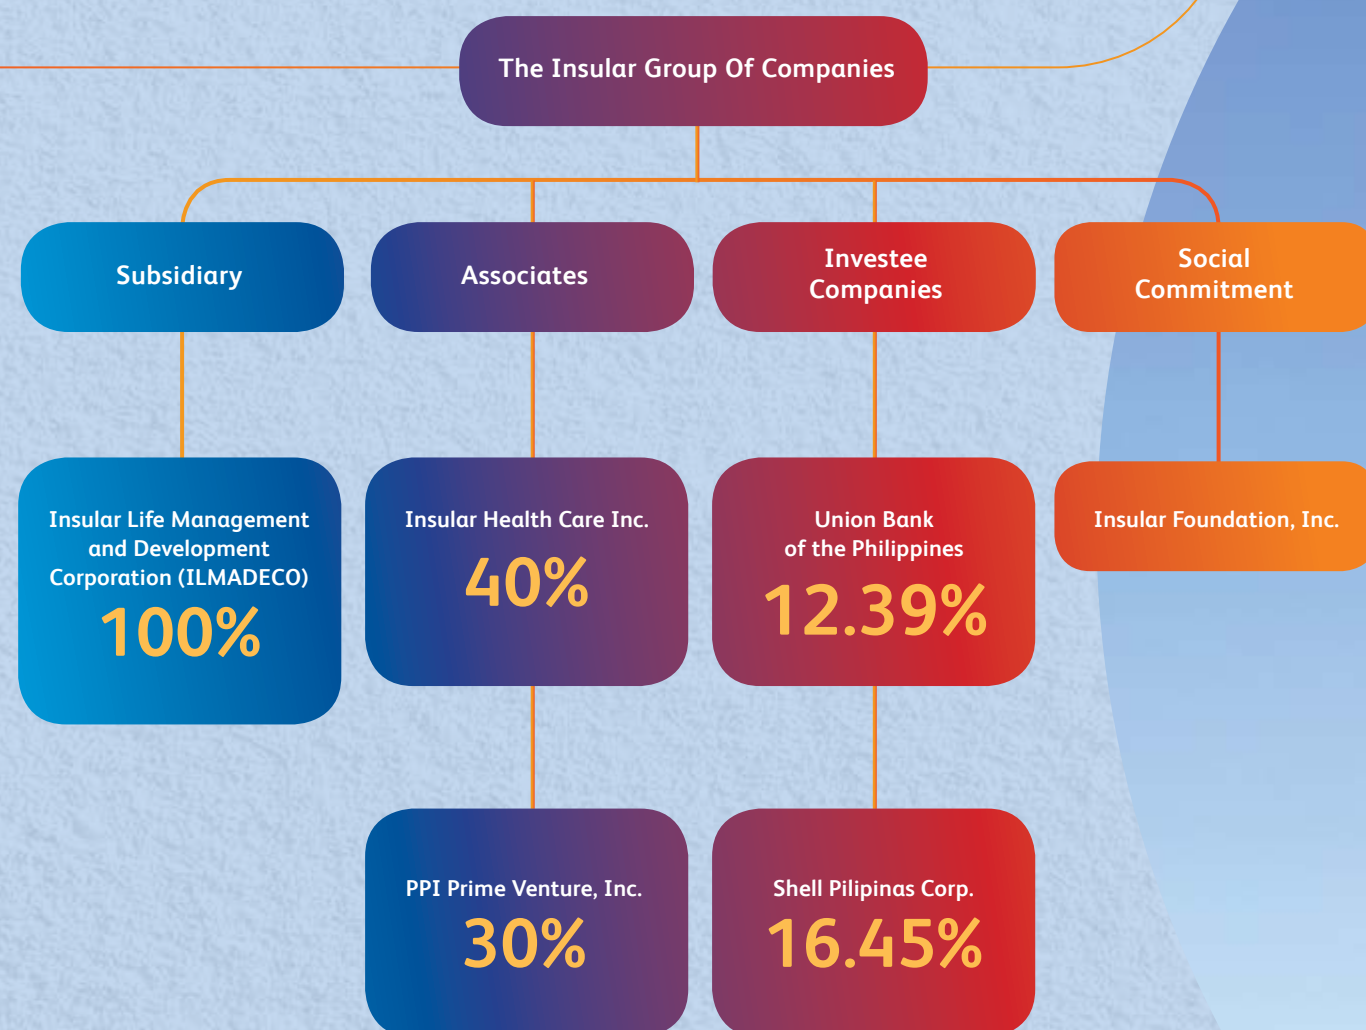 The Insular Group Of Companies
Subsidiary
Associates
Investee
Companies
Social
Commitment
Insular Life Management
and Development
Corporation (ILMADECO)
100%
Insular Health Care Inc.
40%
Union Bank
of the Philippines
12.39%
Insular Foundation, Inc.
PPI Prime Venture, Inc.
30%
Shell Pilipinas Corp.
16.45%